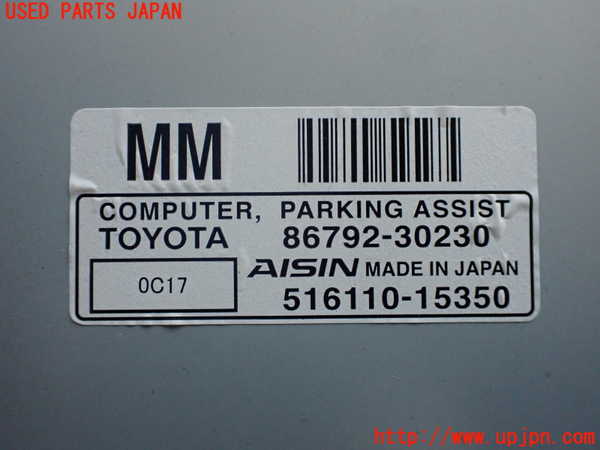 USED PARTS JAPAN
MM
COMPUTER, PARKING ASSIST
TOYOTA 86792-30230
0C17
AISIN MADE IN JAPAN
516110-15350
http://www.upjpn.com/